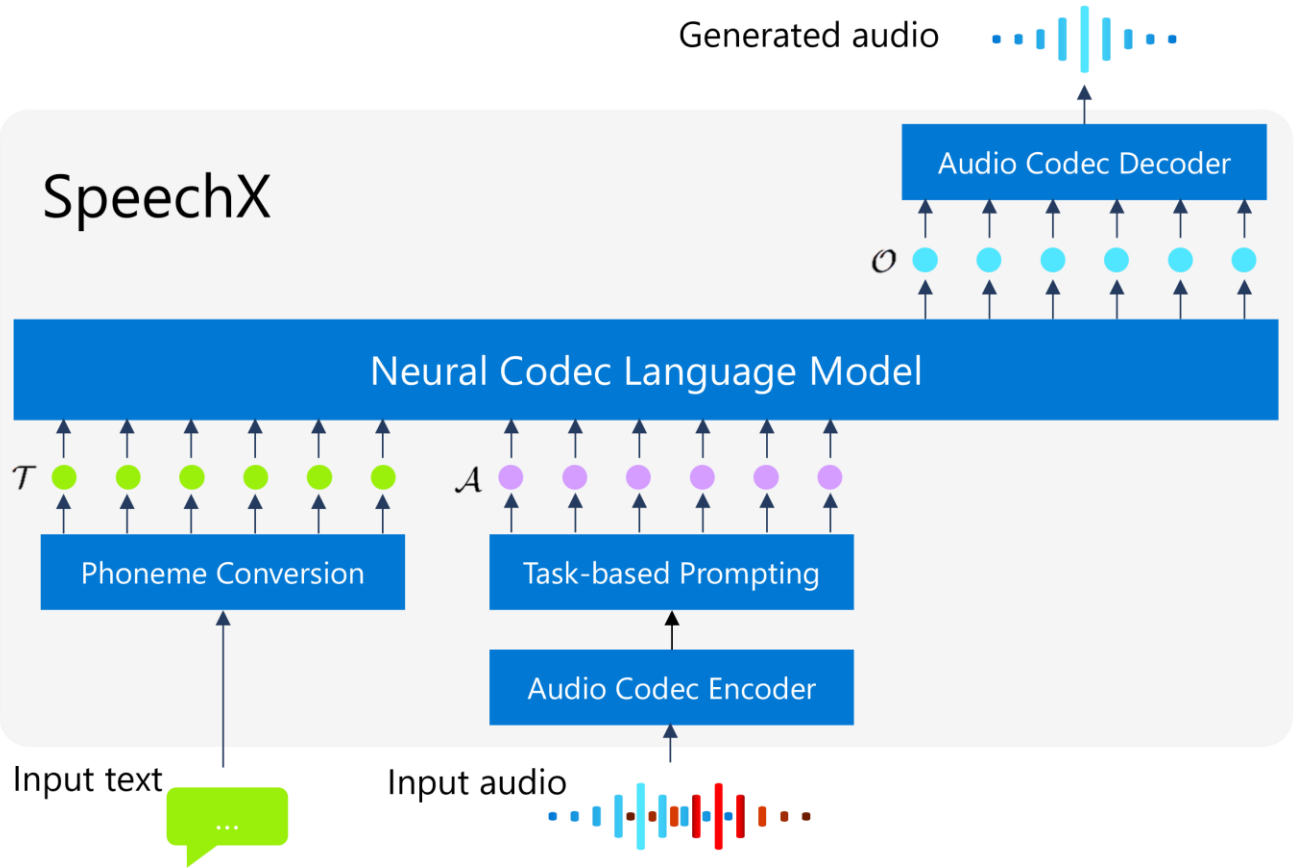 Generated audio
Audio Codec Decoder
SpeechX
𝒪
Neural Codec Language Model
𝒯
𝒜
Phoneme Conversion
Task-based Prompting
Audio Codec Encoder
Input text
Input audio
...